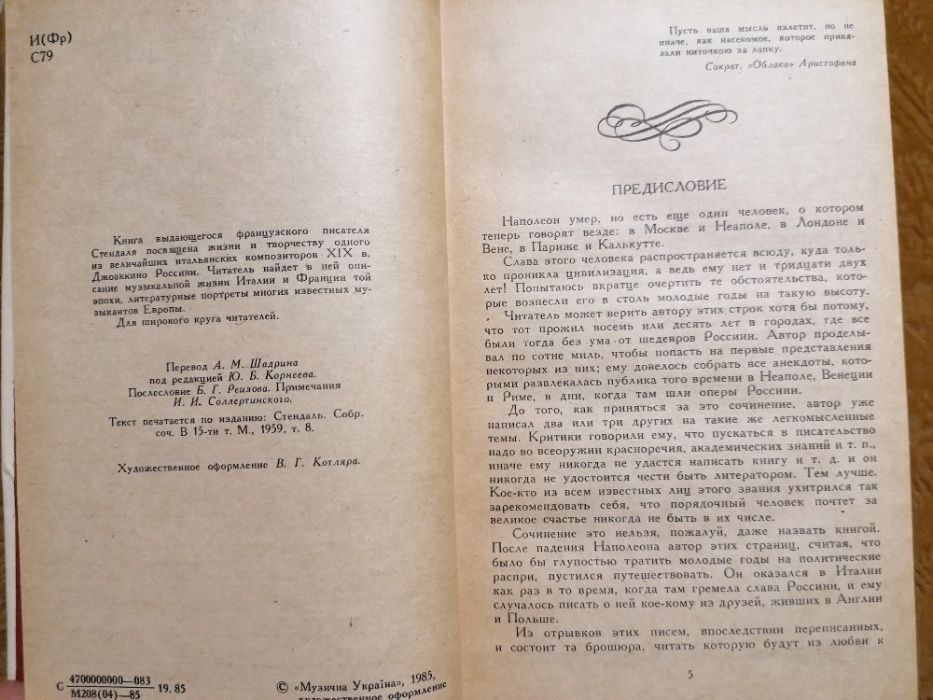 И(Фр)
С79
Книга выдающегося французского писателя
Стендаля посвящена жизни и творчеству одного
из величайших итальянских композиторов XIX в.
Джоаккино Россини. Читатель найдет в ней опи-
сание музыкальной жизни Италии и Франции той
эпохи, литературные портреты многих известных му-
зыкантов Европы.
Для широкого круга читателей.
Перевод А. М. Шадрина
под редакцией Ю. Б. Корнеева.
Послесловие Б. Г. Реизова. Примечания
И. И. Соллертинского.
Текст печатается по изданию: Стендаль. Собр.
соч. В 15-ти т. М., 1959, т. 8.
Художественное оформление В. Г. Котляра.
С 4700000000—083
М208(04)—85 19.85
© «Музична Україна», 1985,
художественное оформление
Пусть ваша мысль взлетит, но не
иначе, как насекомое, которое привя-
зали ниточкою за лапку.
Сократ. «Облака» Аристофана
ПРЕДИСЛОВИЕ
Наполеон умер, но есть еще один человек, о котором
теперь говорят везде: в Москве и Неаполе, в Лондоне и
Вене, в Париже и Калькутте.
Слава этого человека распространяется всюду, куда толь-
ко проникла цивилизация, а ведь ему нет и тридцати двух
лет! Попытаюсь вкратце очертить те обстоятельства, кото-
рые вознесли его в столь молодые годы на такую высоту.
Читатель может верить автору этих строк хотя бы потому,
что тот прожил восемь или десять лет в городах, где все
были тогда без ума от шедевров Россини. Автор проделы-
вал по сотне миль, чтобы попасть на первые представления
некоторых из них; ему довелось собрать все анекдоты, кото-
рыми развлекалась публика того времени в Неаполе, Венеции
и Риме, в дни, когда там шли оперы Россини.
До того, как приняться за это сочинение, автор уже
написал два или три других на такие же легкомысленные
темы. Критики говорили ему, что пускаться в писательство
надо во всеоружии красноречия, академических знаний и т. п.,
иначе ему никогда не удастся написать книгу и т. д. и он
никогда не удостоится чести быть литератором. Тем лучше.
Кое-кто из всем известных лиц этого звания ухитрился так
зарекомендовать себя, что порядочный человек почтет за
великое счастье никогда не быть в их числе.
Сочинение это нельзя, пожалуй, даже назвать книгой.
После падения Наполеона автор этих страниц, считая, что
было бы глупостью тратить молодые годы на политические
распри, пустился путешествовать. Он оказался в Италии
как раз в то время, когда там гремела слава Россини, и ему
случалось писать о ней кое-кому из друзей, живших в Англии
и Польше.
Из отрывков этих писем, впоследствии переписанных,
и состоит та брошюра, читать которую будут из любви к
5